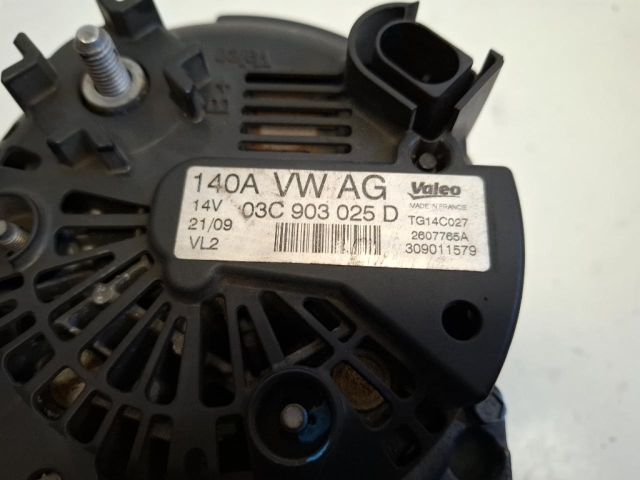 140A VW AG Valeo
14V 03C 903 025 D MADE IN FRANCE
21/09 TG14C027
VL2 2607765A
309011579